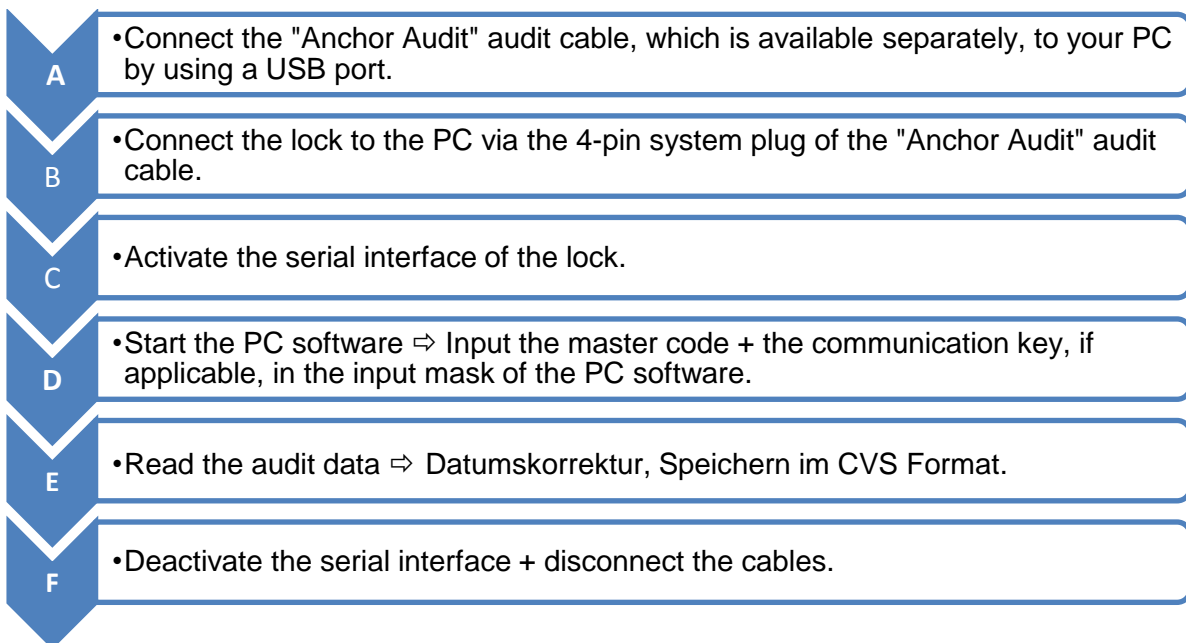 A
•Connect the "Anchor Audit" audit cable, which is available separately, to your PC
by using a USB port.
B
•Connect the lock to the PC via the 4-pin system plug of the "Anchor Audit" audit
cable.
C
•Activate the serial interface of the lock.
D
•Start the PC software ⇨ Input the master code + the communication key, if
applicable, in the input mask of the PC software.
E
•Read the audit data ⇨ Datumskorrektur, Speichern im CVS Format.
F
•Deactivate the serial interface + disconnect the cables.